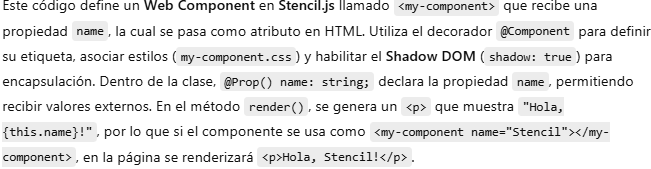 Este código define un Web Component en Stencil.js llamado <my-component> que recibe una
propiedad name, la cual se pasa como atributo en HTML. Utiliza el decorador @Component para definir
su etiqueta, asociar estilos (my-component.css) y habilitar el Shadow DOM (shadow: true) para
encapsulación. Dentro de la clase, @Prop() name: string; declara la propiedad name, permitiendo
recibir valores externos. En el método render(), se genera un <p> que muestra "Hola,
{this.name}!", por lo que si el componente se usa como <my-component name="Stencil"></my-
component>, en la página se renderizará <p>Hola, Stencil!</p>.